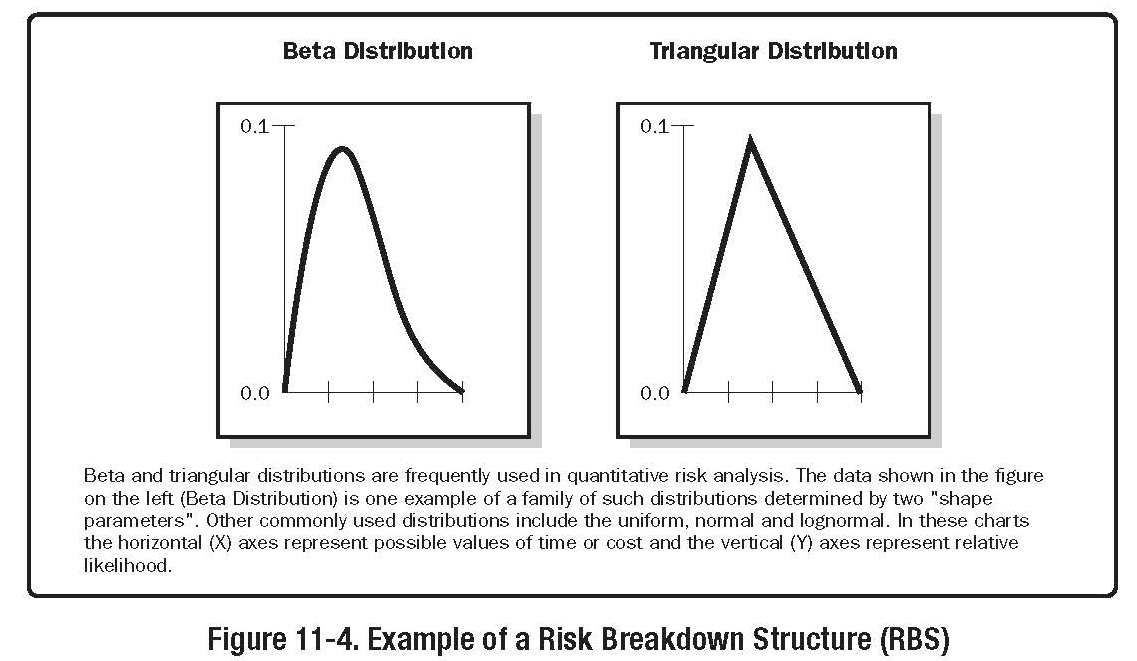 Beta Distribution
Triangular Distribution
0.1
0.0
0.1
0.0
Beta and triangular distributions are frequently used in quantitative risk analysis. The data shown in the figure
on the left (Beta Distribution) is one example of a family of such distributions determined by two "shape
parameters". Other commonly used distributions include the uniform, normal and lognormal. In these charts
the horizontal (X) axes represent possible values of time or cost and the vertical (Y) axes represent relative
likelihood.
Figure 11-4. Example of a Risk Breakdown Structure (RBS)